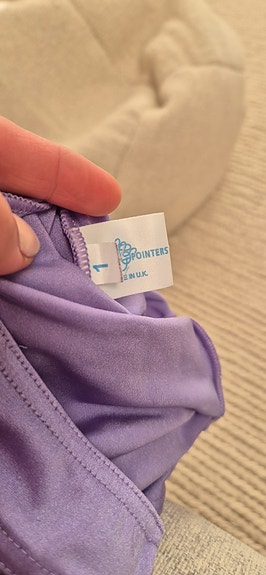 1
POINTERS
E IN U.K.